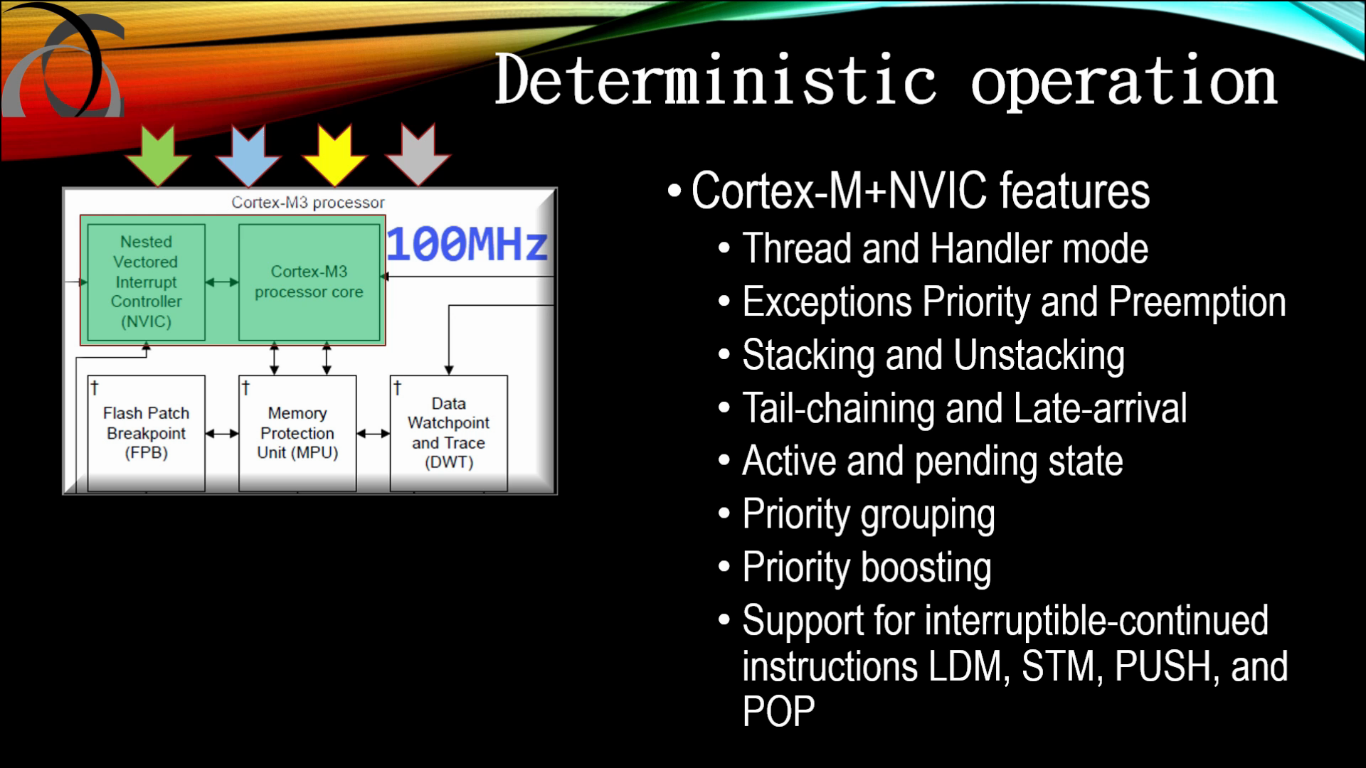 Deterministic operation
Cortex-M3 processor
100MHz
Nested
Vectored
Interrupt
Controller
(NVIC)
Cortex-M3
processor core
†
Flash Patch
Breakpoint
(FPB)
†
Memory
Protection
Unit (MPU)
†
Data
Watchpoint
and Trace
(DWT)
• Cortex-M+NVIC features
• Thread and Handler mode
• Exceptions Priority and Preemption
• Stacking and Unstacking
• Tail-chaining and Late-arrival
• Active and pending state
• Priority grouping
• Priority boosting
• Support for interruptible-continued
instructions LDM, STM, PUSH, and
POP